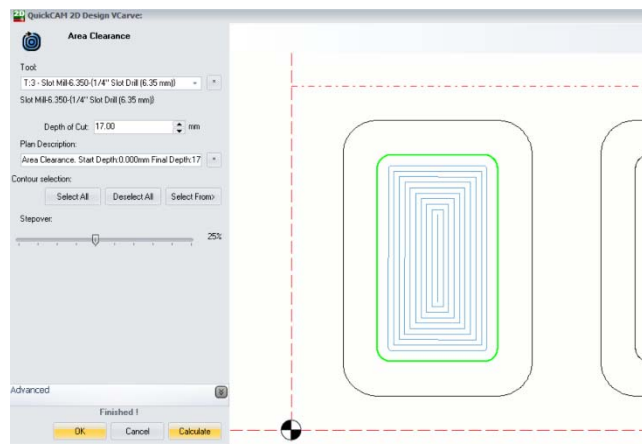 QuickCAM 2D Design VCarve:
Area Clearance
Tool:
T:3 - Slot Mill-6.350-{1/4" Slot Drill (6.35 mm)}
Slot Mill-6.350-{1/4" Slot Drill (6.35 mm)}
Depth of Cut: 17.00 mm
Plan Description:
Area Clearance. Start Depth:0.000mm Final Depth:17
Contour selection:
Select All Deselect All Select From>
Stepover:
25%
Advanced
Finished !
OK Cancel Calculate